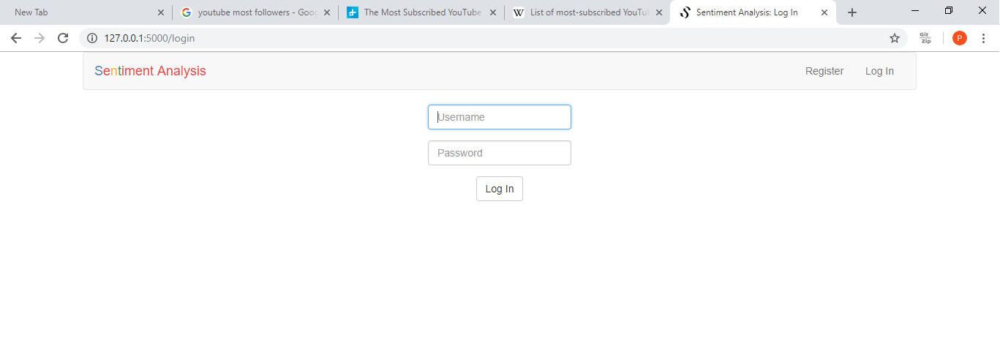 New Tab
youtube most followers - Goog
The Most Subscribed YouTube
List of most-subscribed YouTu
Sentiment Analysis: Log In
127.0.0.1:5000/login
Git Zip
P
Sentiment Analysis
Register
Log In
Username
Password
Log In